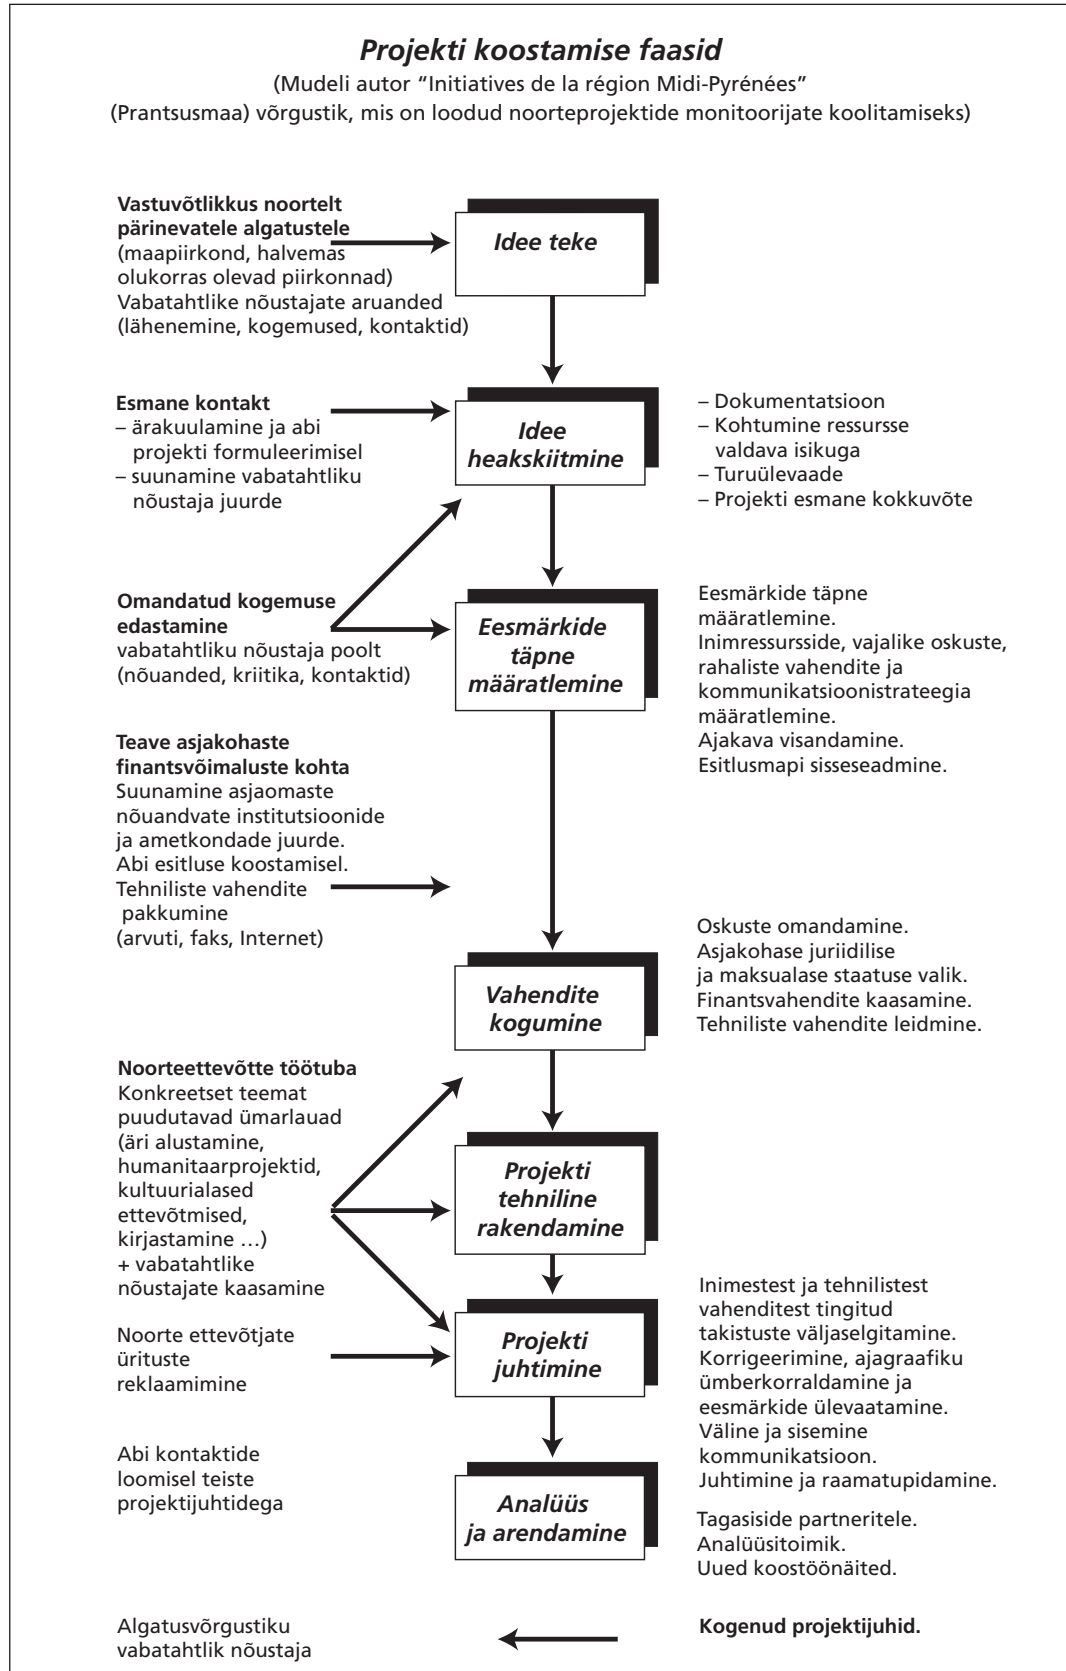 Projekti koostamise faasid
(Mudeli autor “Initiatives de la région Midi-Pyrénées”
(Prantsusmaa) võrgustik, mis on loodud noorteprojektide monitoorijate koolitamiseks)
Vastuvõtlikkus noortelt
pärinevatele algatustele
(maapiirkond, halvemas
olukorras olevad piirkonnad)
Vabatahtlike nõustajate aruanded
(lähenemine, kogemused, kontaktid)
Idee teke
Esmane kontakt
– ärakuulamine ja abi
projekti formuleerimisel
– suunamine vabatahtliku
nõustaja juurde
Idee
heakskiitmine
– Dokumentatsioon
– Kohtumine ressursse
valdava isikuga
– Turuülevaade
– Projekti esmane kokkuvõte
Omandatud kogemuse
edastamine
vabatahtliku nõustaja poolt
(nõuanded, kriitika, kontaktid)
Eesmärkide
täpne
määratlemine
Eesmärkide täpne
määratlemine.
Inimressursside, vajalike oskuste,
rahaliste vahendite ja
kommunikatsioonistrateegia
määratlemine.
Ajakava visandamine.
Esitlusmapi sisseseadmine.
Teave asjakohaste
finantsvõimaluste kohta
Suunamine asjaomaste
nõuandvate institutsioonide
ja ametkondade juurde.
Abi esitluse koostamisel.
Tehniliste vahendite
pakkumine
(arvuti, faks, Internet)
Vahendite
kogumine
Oskuste omandamine.
Asjakohase juriidilise
ja maksualase staatuse valik.
Finantsvahendite kaasamine.
Tehniliste vahendite leidmine.
Noorteettevõtte töötuba
Konkreetset teemat
puudutavad ümarlauad
(äri alustamine,
humanitaarprojektid,
kultuurialased
ettevõtmised,
kirjastamine …)
+ vabatahtlike
nõustajate kaasamine
Projekti
tehniline
rakendamine
Noorte ettevõtjate
ürituste
reklaamimine
Projekti
juhtimine
Inimestest ja tehnilistest
vahenditest tingitud
takistuste väljaselgitamine.
Korrigeerimine, ajagraafiku
ümberkorraldamine ja
eesmärkide ülevaatamine.
Väline ja sisemine
kommunikatsioon.
Juhtimine ja raamatupidamine.
Abi kontaktide
loomisel teiste
projektijuhtidega
Analüüs
ja arendamine
Tagasiside partneritele.
Analüüsitoimik.
Uued koostöönäited.
Algatusvõrgustiku
vabatahtlik nõustaja
Kogenud projektijuhid.